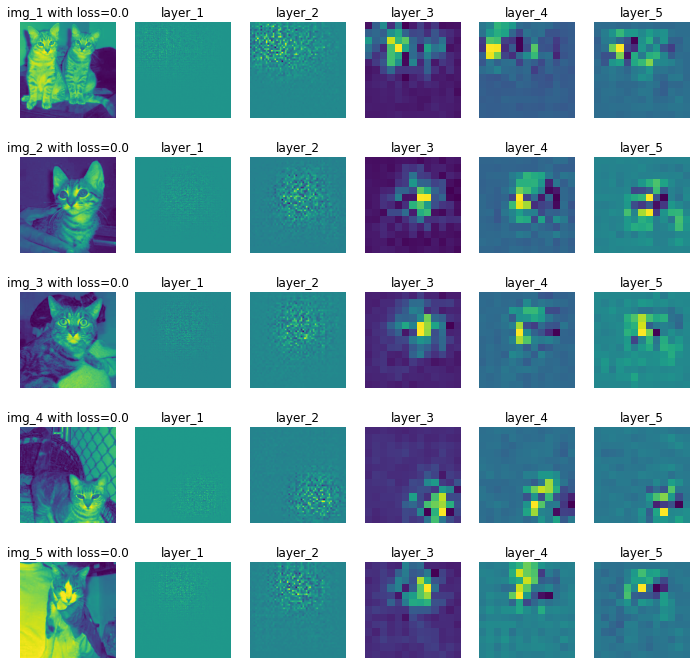 img_1 with loss=0.0 layer_1 layer_2 layer_3 layer_4 layer_5
img_2 with loss=0.0 layer_1 layer_2 layer_3 layer_4 layer_5
img_3 with loss=0.0 layer_1 layer_2 layer_3 layer_4 layer_5
img_4 with loss=0.0 layer_1 layer_2 layer_3 layer_4 layer_5
img_5 with loss=0.0 layer_1 layer_2 layer_3 layer_4 layer_5